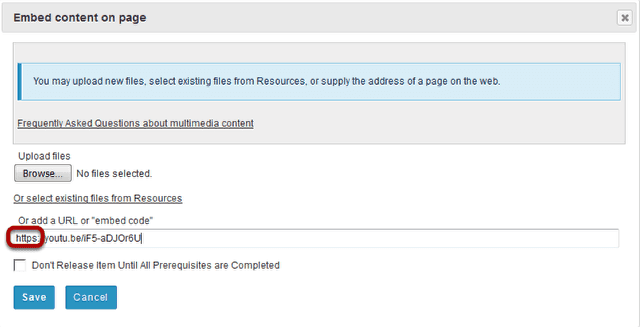 Embed content on page
You may upload new files, select existing files from Resources, or supply the address of a page on the web.
Frequently Asked Questions about multimedia content
Upload files
Browse... No files selected.
Or select existing files from Resources
Or add a URL or "embed code"
https://youtu.be/iF5-aDJOr6U
Don't Release Item Until All Prerequisites are Completed
Save Cancel